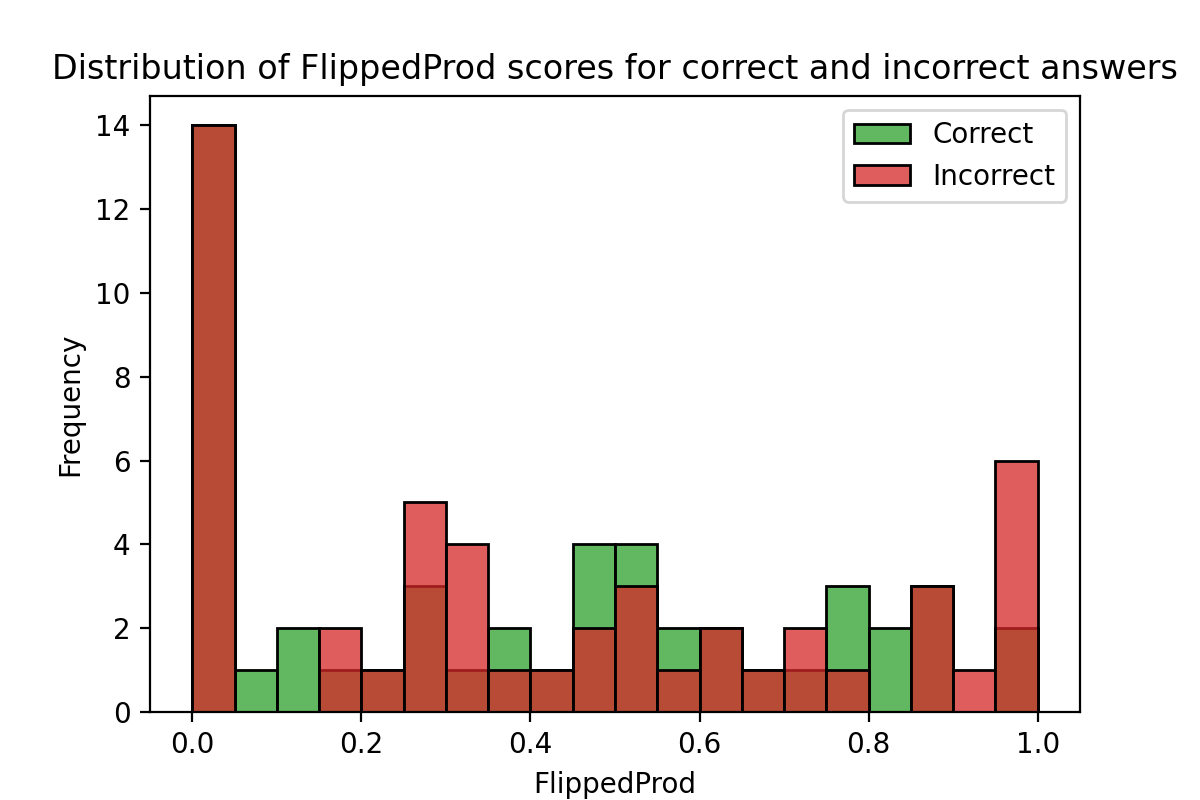 Distribution of FlippedProd scores for correct and incorrect answers
Correct
Incorrect
14
12
10
8
6
4
2
0
Frequency
0.0 0.2 0.4 0.6 0.8 1.0
FlippedProd